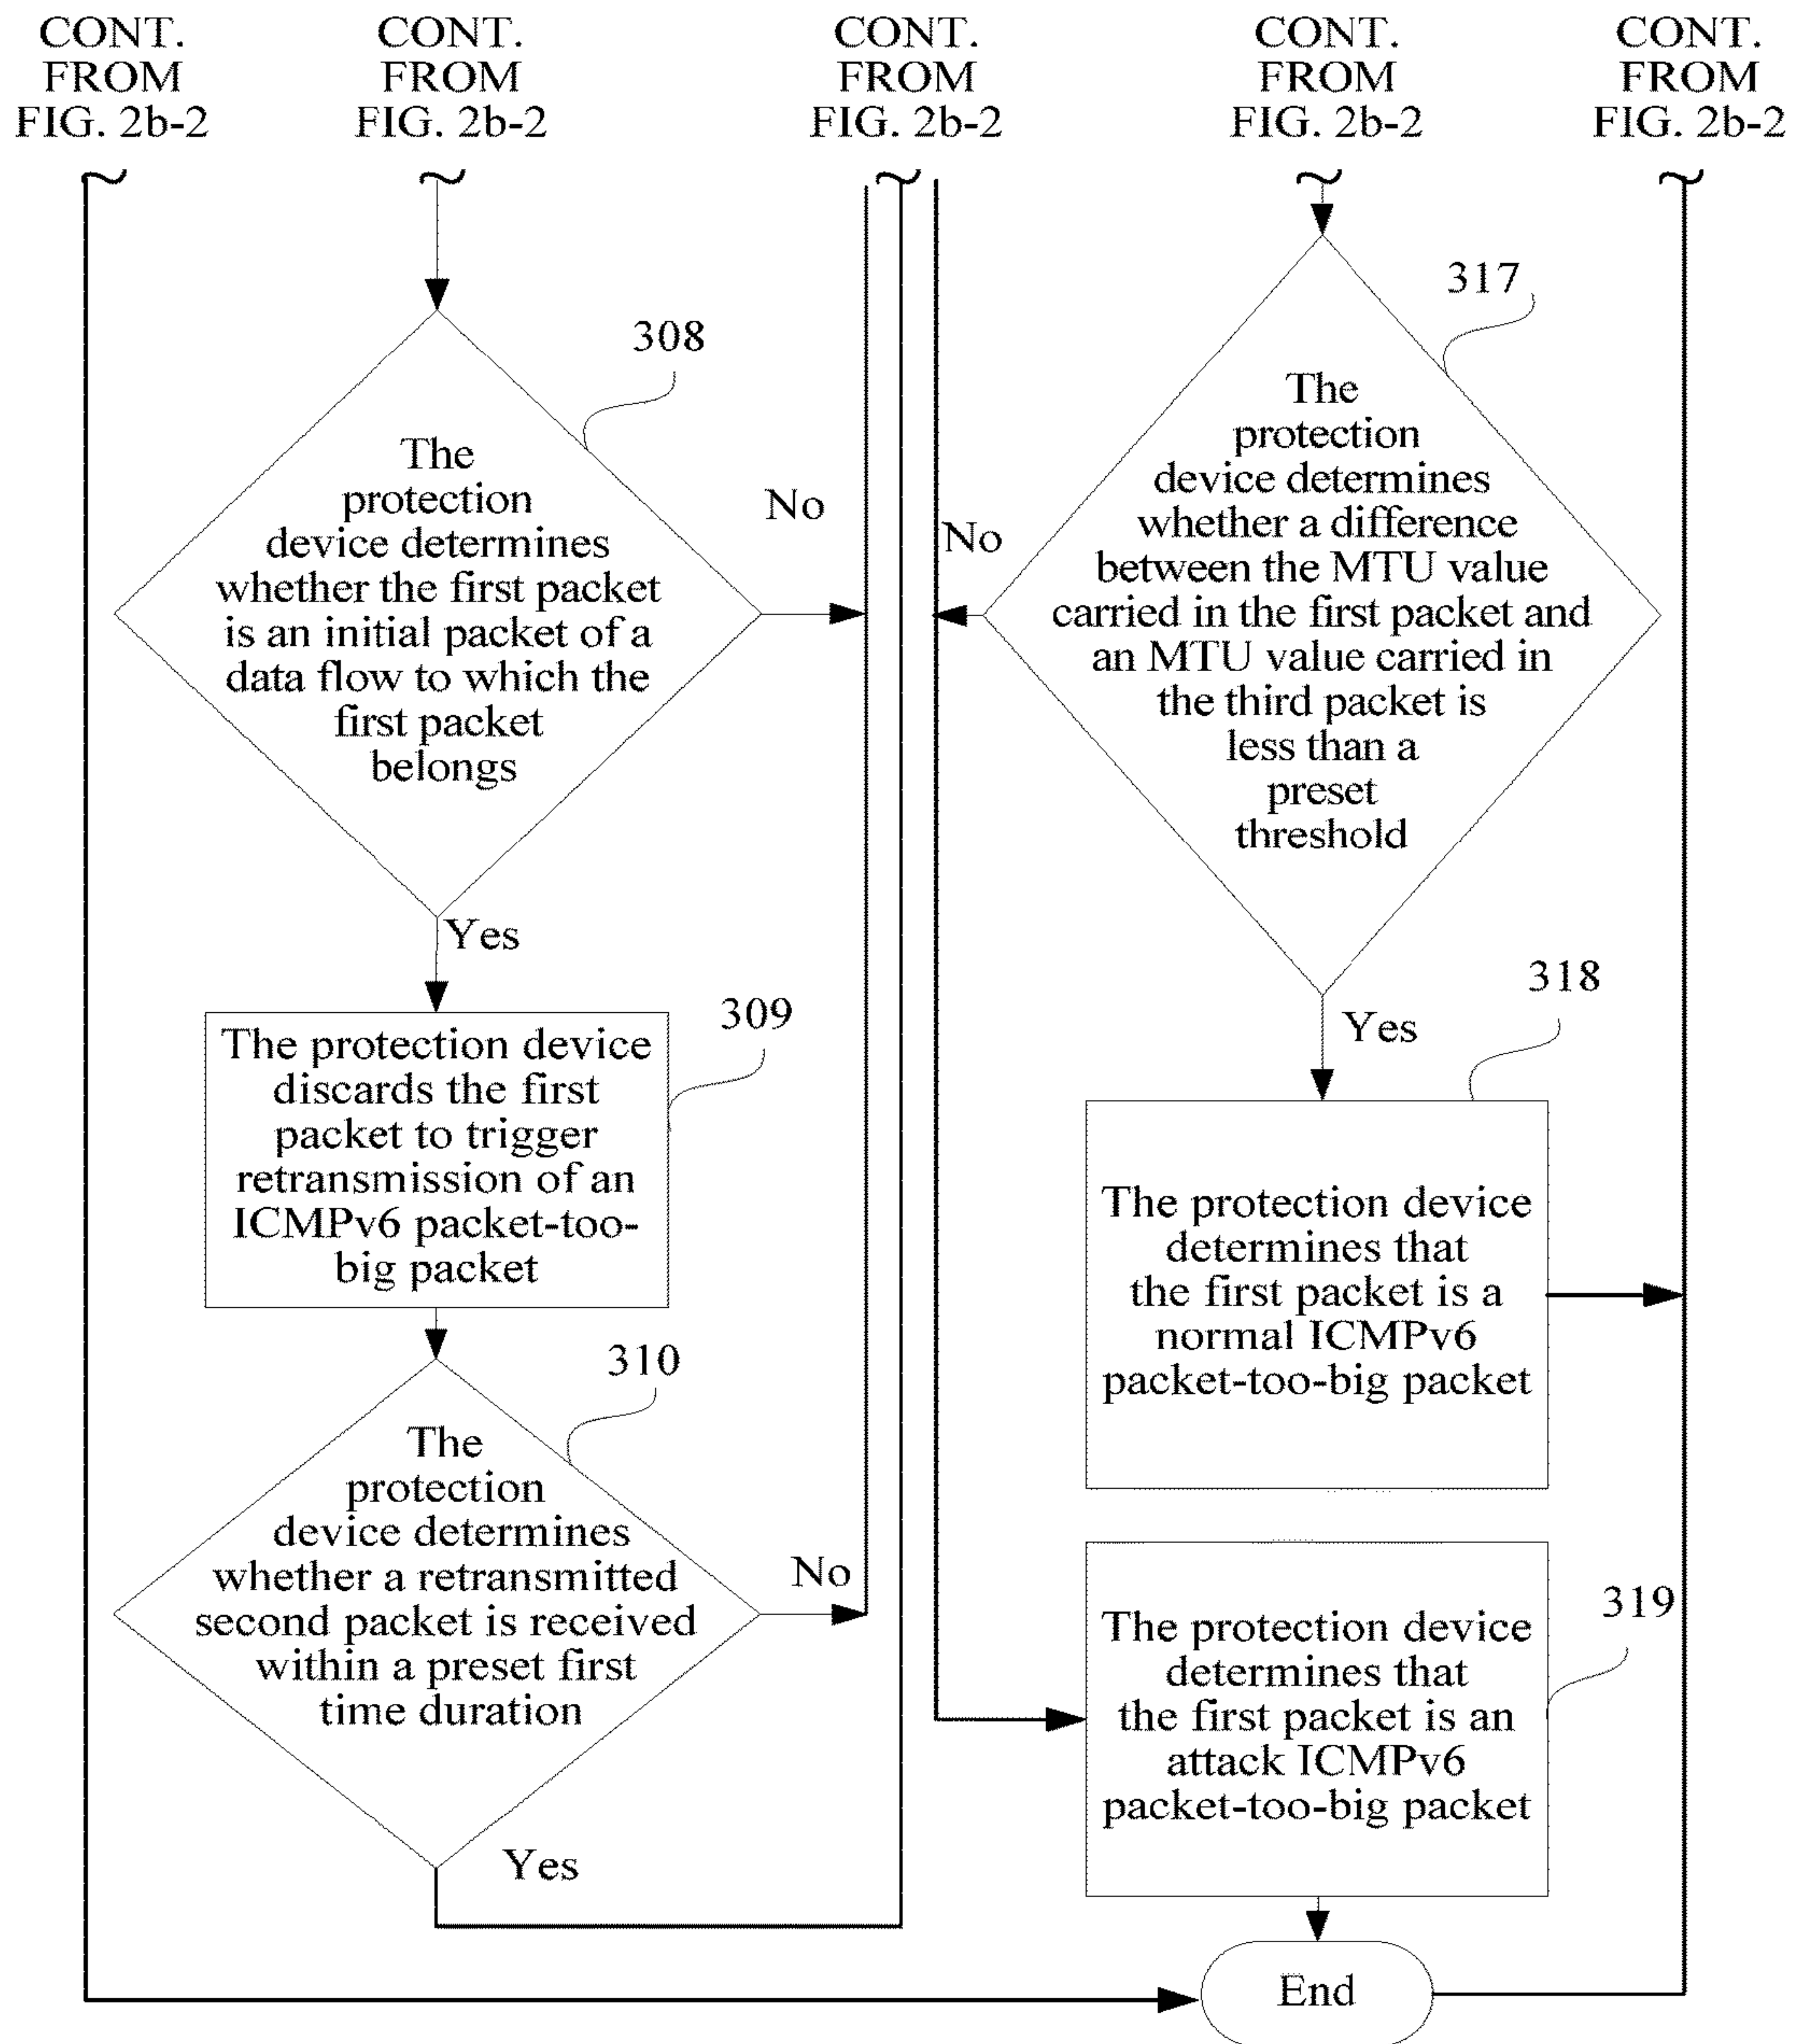 CONT.
FROM
FIG. 2b-2
CONT.
FROM
FIG. 2b-2
CONT.
FROM
FIG. 2b-2
CONT.
FROM
FIG. 2b-2
CONT.
FROM
FIG. 2b-2
308
The
protection
device determines
whether the first packet
is an initial packet of a
data flow to which the
first packet
belongs
No
Yes
309
The protection device
discards the first
packet to trigger
retransmission of an
ICMPv6 packet-too-
big packet
310
The
protection
device determines
whether a retransmitted
second packet is received
within a preset first
time duration
No
Yes
317
The
protection
device determines
whether a difference
between the MTU value
carried in the first packet and
an MTU value carried in
the third packet is
less than a
preset
threshold
No
Yes
318
The protection device
determines that
the first packet is a
normal ICMPv6
packet-too-big packet
319
The protection device
determines that
the first packet is an
attack ICMPv6
packet-too-big packet
End